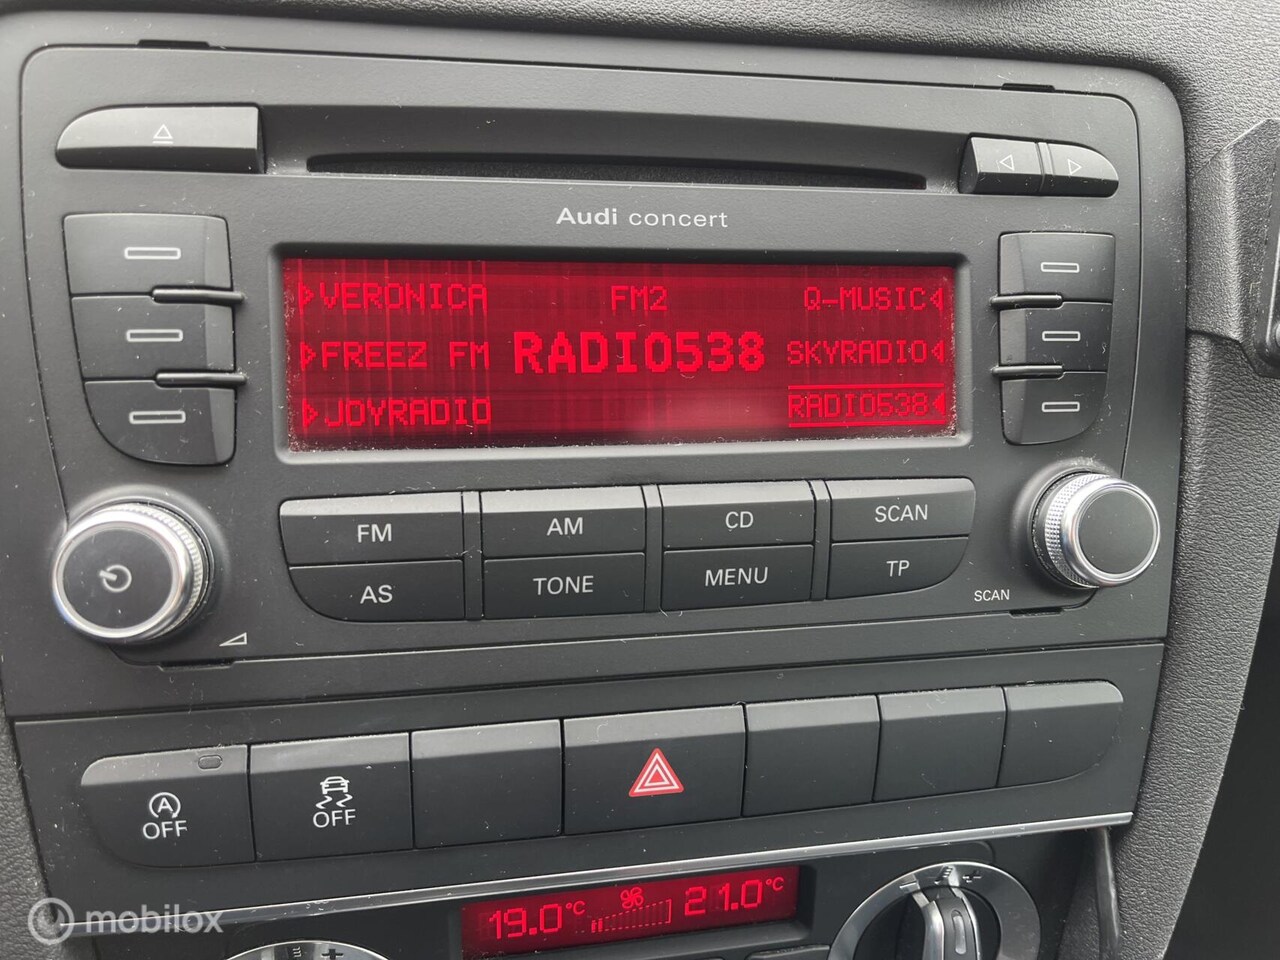 Audi concert
VERONICA FM2 Q-MUSIC
FREEZ FM RADIO538 SKYRADIO
JOYRADIO RADIO538
FM AM CD SCAN
AS TONE MENU TP
SCAN
A
OFF OFF
19.0°C 21.0°C
mobilox